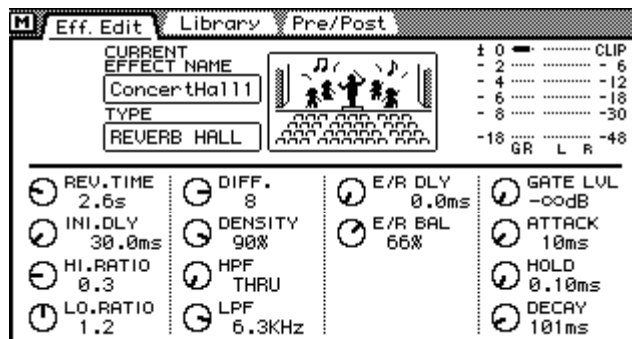 M Eff. Edit Library Pre/Post
CURRENT
EFFECT NAME
ConcertHall1
TYPE
REVERB HALL
± 0 CLIP
- 2 - 6
- 4 -12
- 6 -18
- 8 -30
-18 -48
GR L R
REV.TIME
2.6s
INI.DLY
30.0ms
HI.RATIO
0.3
LO.RATIO
1.2
DIFF.
8
DENSITY
90%
HPF
THRU
LPF
6.3KHz
E/R DLY
0.0ms
E/R BAL
66%
GATE LVL
-∞dB
ATTACK
10ms
HOLD
0.10ms
DECAY
101ms